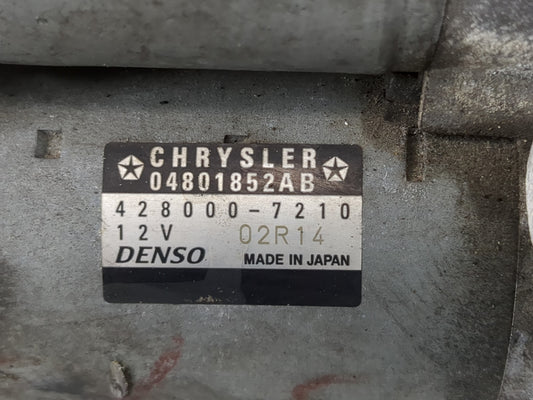 CHRYSLER
04801852AB
428000-7210
12V 02R14
DENSO MADE IN JAPAN